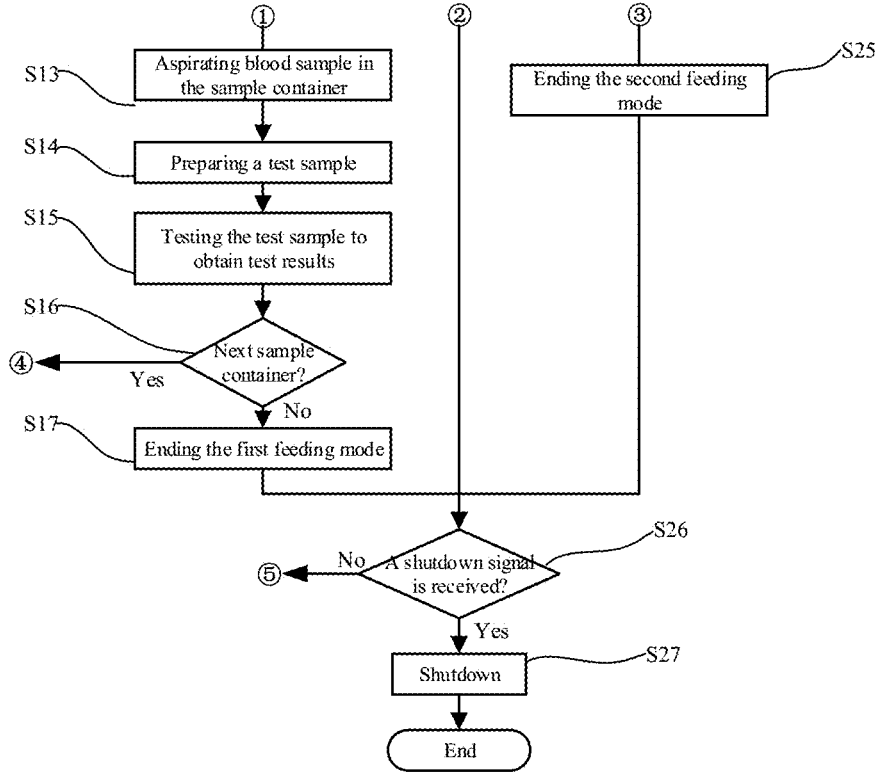 ① ② ③
S13
Aspirating blood sample in
the sample container
S25
Ending the second feeding
mode
S14
Preparing a test sample
S15
Testing the test sample to
obtain test results
S16
Next sample
container?
④
Yes
No
S17
Ending the first feeding mode
S26
A shutdown signal
is received?
No
⑤
Yes
S27
Shutdown
End